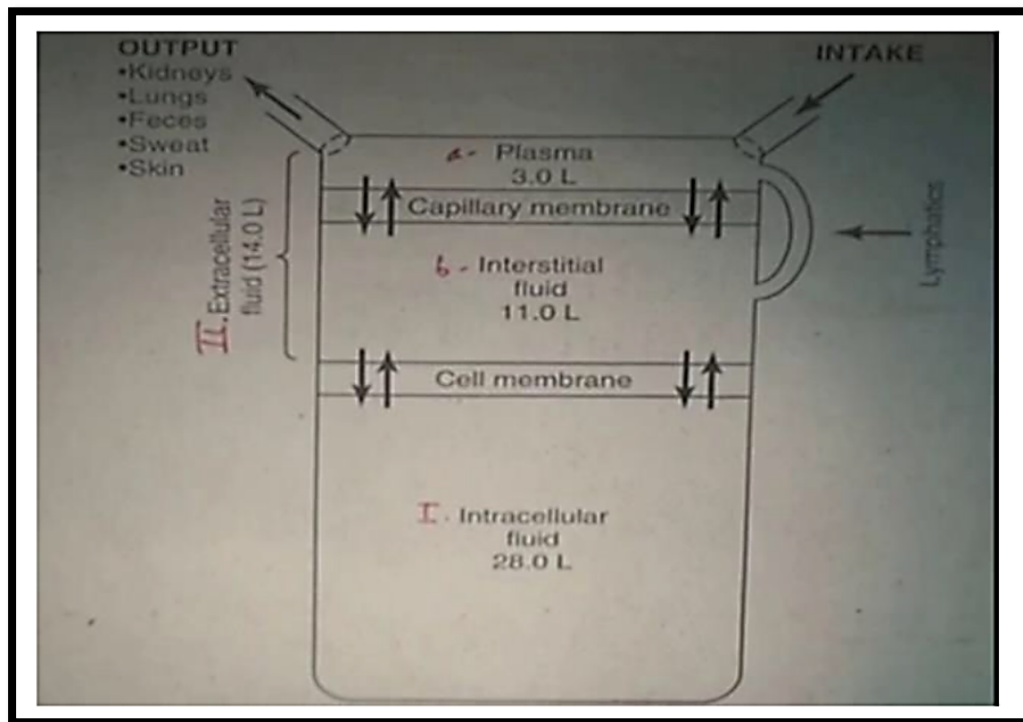 OUTPUT
•Kidneys
•Lungs
•Feces
•Sweat
•Skin
INTAKE
a- Plasma
3.0 L
Capillary membrane
Lymphatics
II. Extracellular
fluid (14.0 L)
b- Interstitial
fluid
11.0 L
Cell membrane
I. Intracellular
fluid
28.0 L